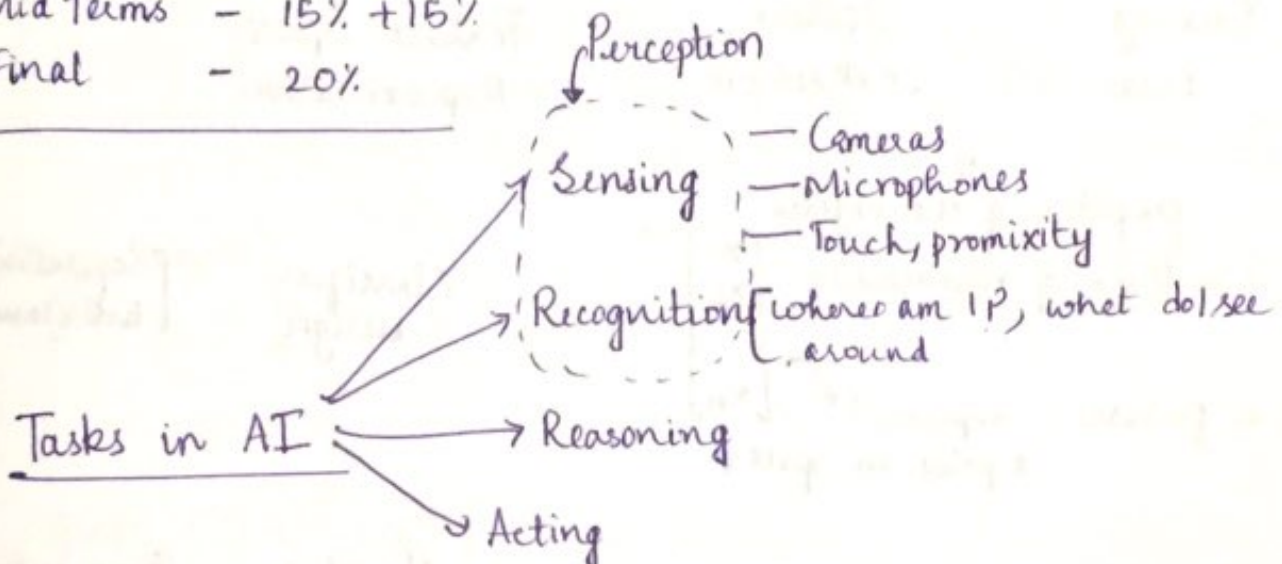 Terms - 15% + 15%
Final - 20%
Perception
Sensing
- Cameras
- Microphones
- Touch, promixity
Recognition [where am I?, what do I see
around
Tasks in AI
Reasoning
Acting